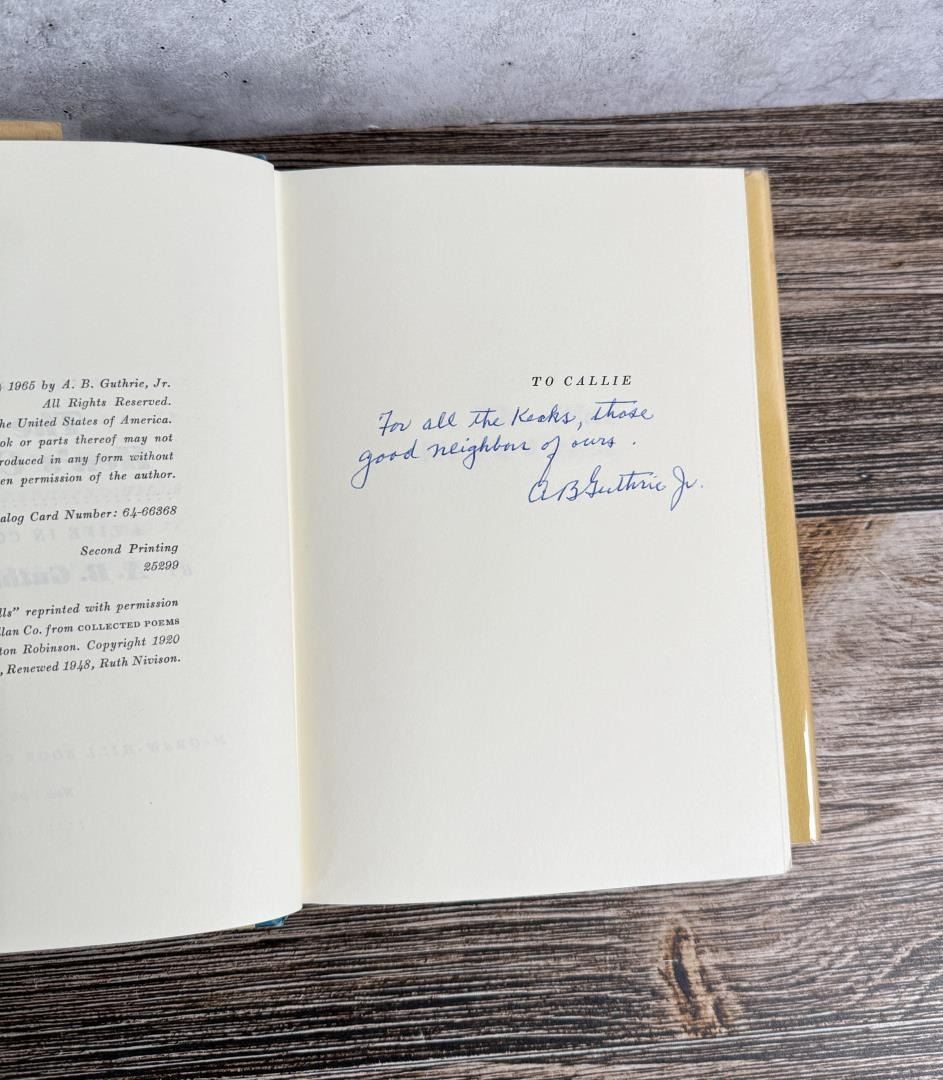 1965 by A. B. Guthrie, Jr.
All Rights Reserved.
he United States of America.
ok or parts thereof may not
roduced in any form without
en permission of the author.
alog Card Number: 64-66368
Second Printing
25299
lls" reprinted with permission
llan Co. from COLLECTED POEMS
ton Robinson. Copyright 1920
, Renewed 1948, Ruth Nivison.
TO CALLIE
For all the Keaks, those
good neighbors of ours.
A B Guthrie Jr.